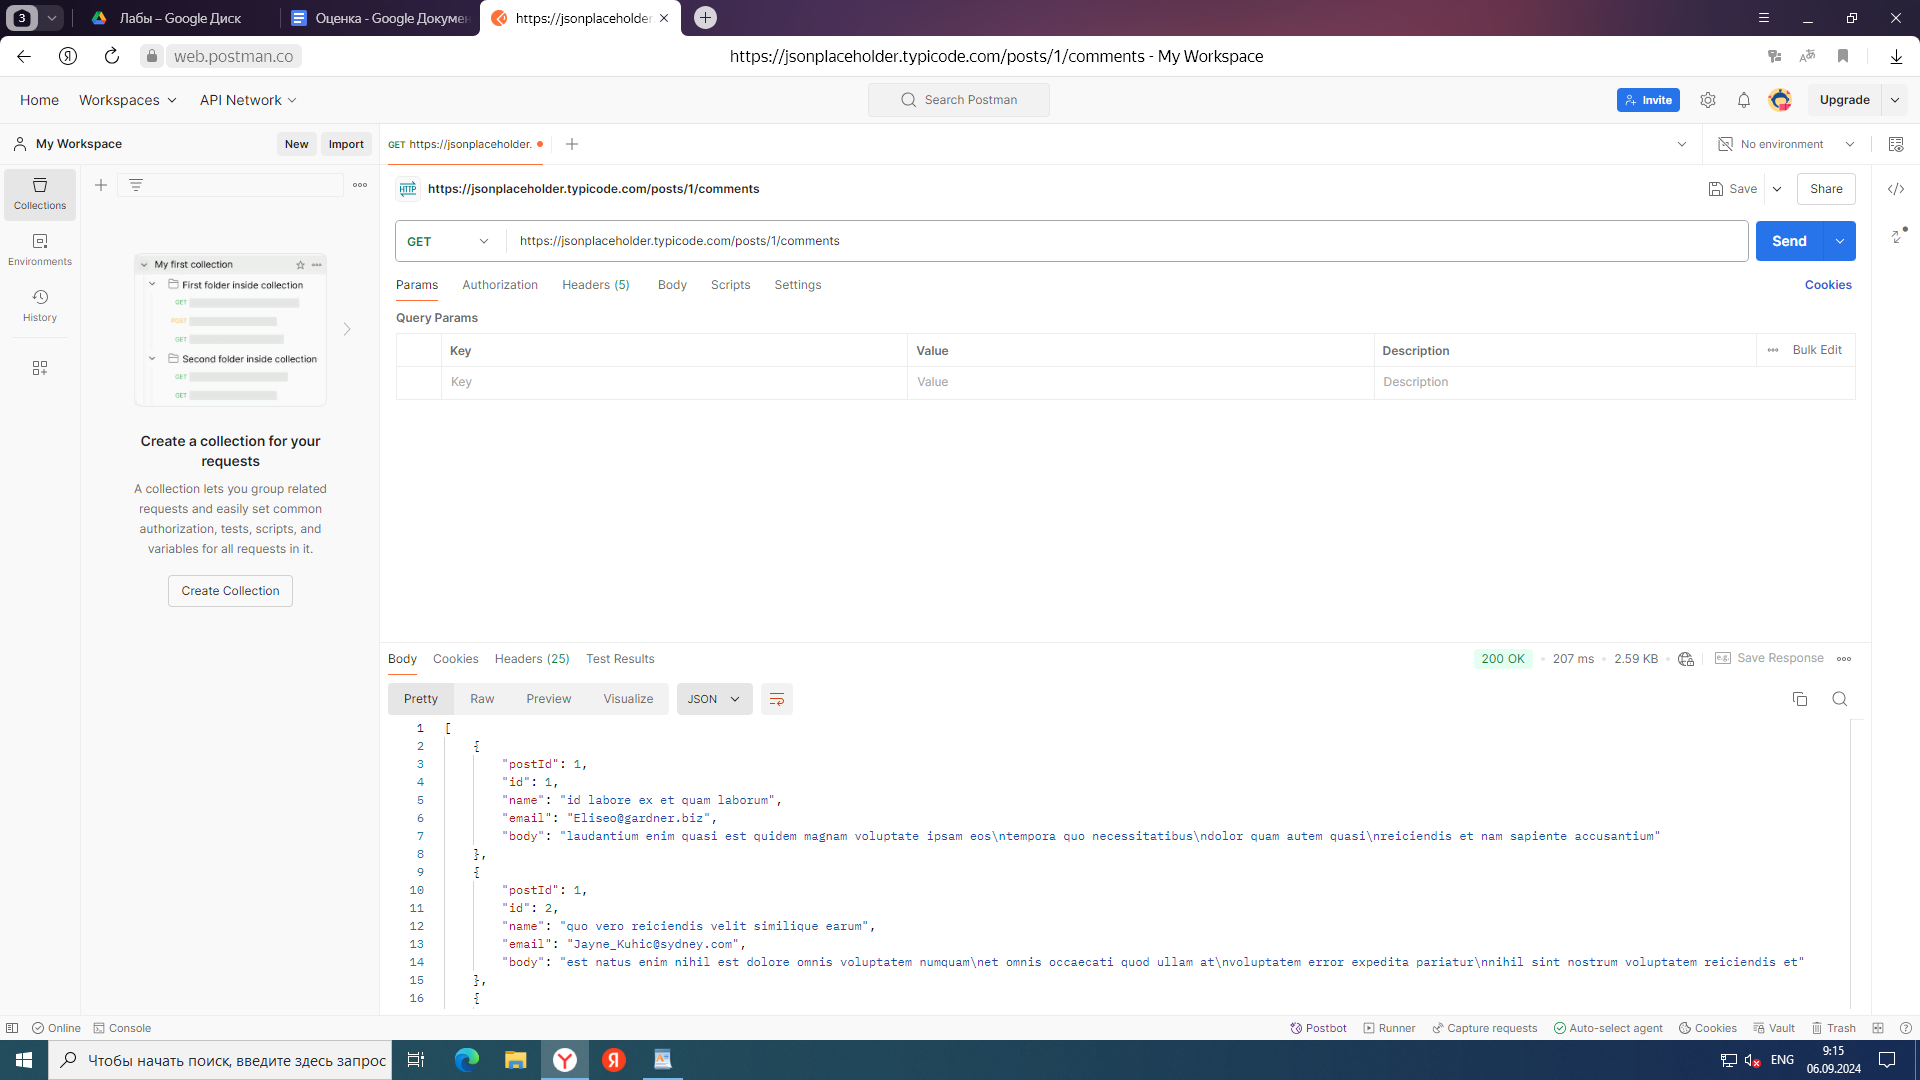 3
Лабы – Google Диск
Оценка - Google Докумен
https://jsonplaceholder
web.postman.co
https://jsonplaceholder.typicode.com/posts/1/comments - My Workspace
Home
Workspaces
API Network
Search Postman
Invite
Upgrade
My Workspace
New
Import
GET https://jsonplaceholder.
No environment
HTTP
https://jsonplaceholder.typicode.com/posts/1/comments
Save
Share
Collections
Environments
History
GET
https://jsonplaceholder.typicode.com/posts/1/comments
Send
Params
Authorization
Headers (5)
Body
Scripts
Settings
Cookies
Query Params
Key
Value
Description
Bulk Edit
Key
Value
Description
My first collection
First folder inside collection
GET
POST
GET
Second folder inside collection
GET
GET
Create a collection for your
requests
A collection lets you group related
requests and easily set common
authorization, tests, scripts, and
variables for all requests in it.
Create Collection
Body
Cookies
Headers (25)
Test Results
200 OK
207 ms
2.59 KB
e.g.
Save Response
Pretty
Raw
Preview
Visualize
JSON
1 [
2 {
3 "postId": 1,
4 "id": 1,
5 "name": "id labore ex et quam laborum",
6 "email": "Eliseo@gardner.biz",
7 "body": "laudantium enim quasi est quidem magnam voluptate ipsam eos\ntempora quo necessitatibus\ndolor quam autem quasi\nreiciendis et nam sapiente accusantium"
8 },
9 {
10 "postId": 1,
11 "id": 2,
12 "name": "quo vero reiciendis velit similique earum",
13 "email": "Jayne_Kuhic@sydney.com",
14 "body": "est natus enim nihil est dolore omnis voluptatem numquam\net omnis occaecati quod ullam at\nvoluptatem error expedita pariatur\nnihil sint nostrum voluptatem reiciendis et"
15 },
16 {
Online
Console
Postbot
Runner
Capture requests
Auto-select agent
Cookies
Vault
Trash
Чтобы начать поиск, введите здесь запрос
ENG
9:15
06.09.2024